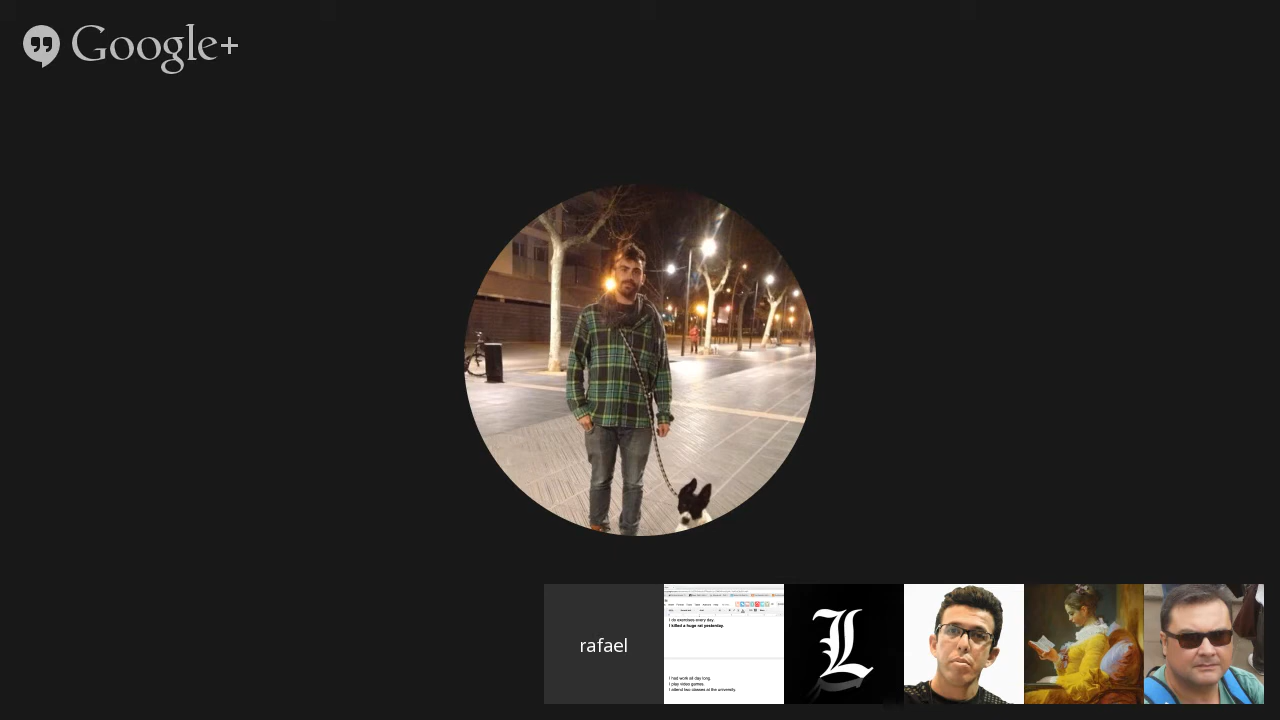 Google+
rafael
I do exercises every day.
I killed a huge rat yesterday.
I had work all day long.
I play video games.
I attend two classes at the university.
L